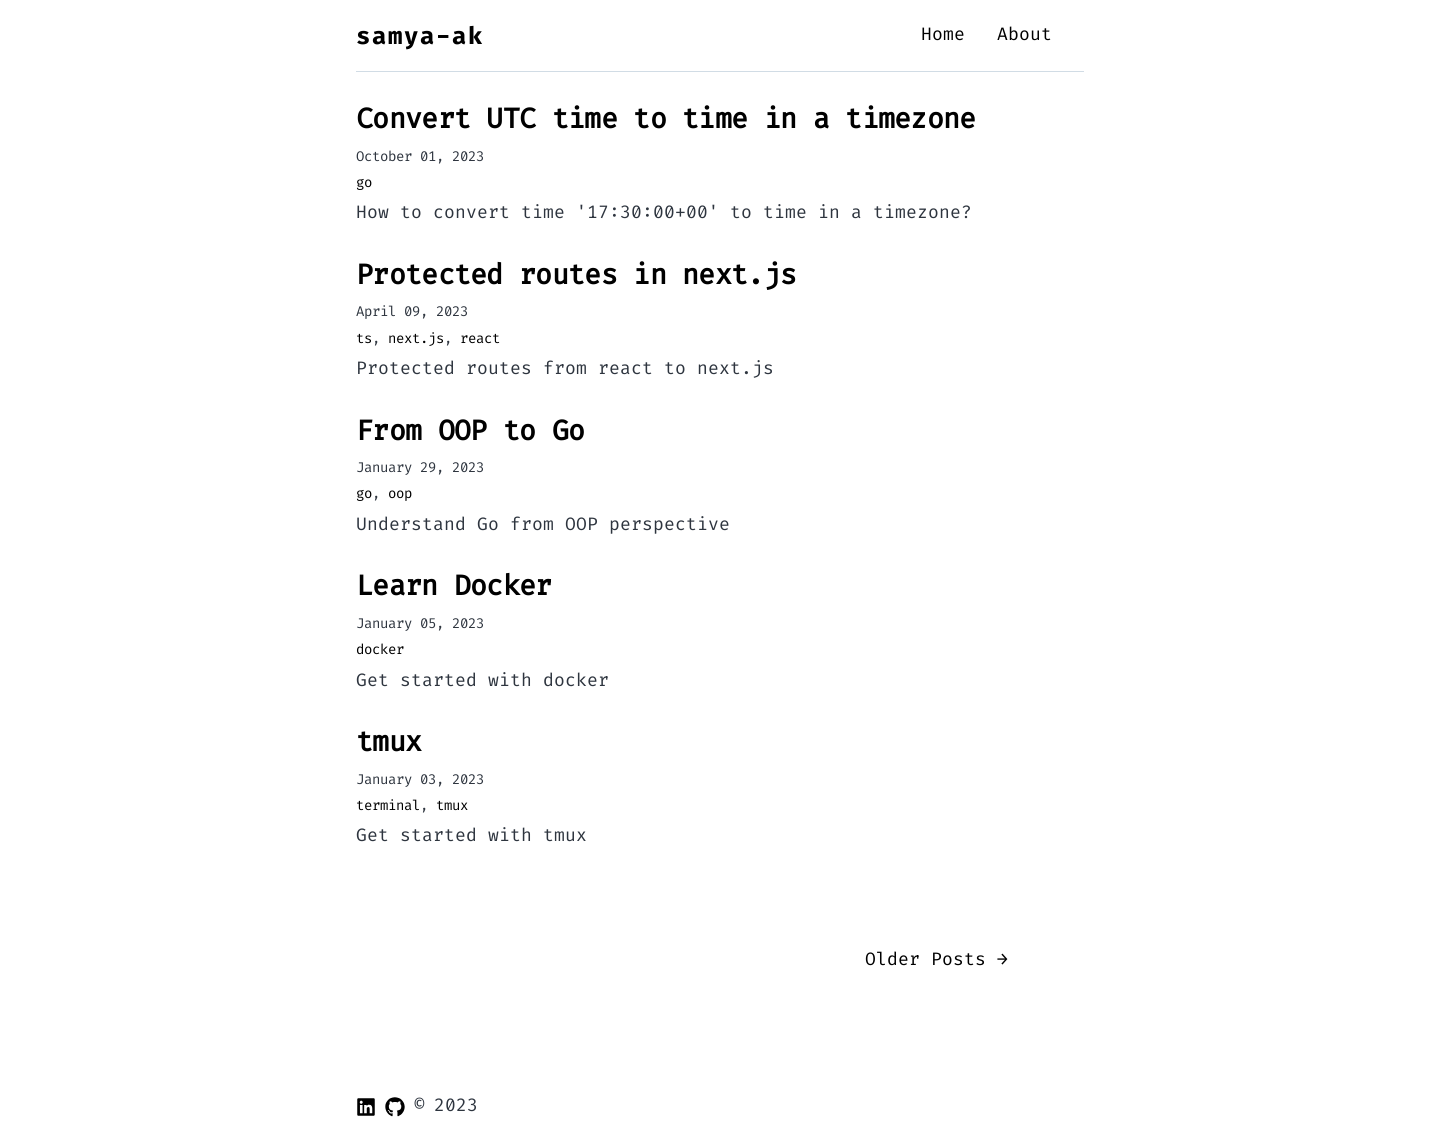 samya-ak
Home About
Convert UTC time to time in a timezone
October 01, 2023
go
How to convert time '17:30:00+00' to time in a timezone?
Protected routes in next.js
April 09, 2023
ts, next.js, react
Protected routes from react to next.js
From OOP to Go
January 29, 2023
go, oop
Understand Go from OOP perspective
Learn Docker
January 05, 2023
docker
Get started with docker
tmux
January 03, 2023
terminal, tmux
Get started with tmux
Older Posts →
© 2023